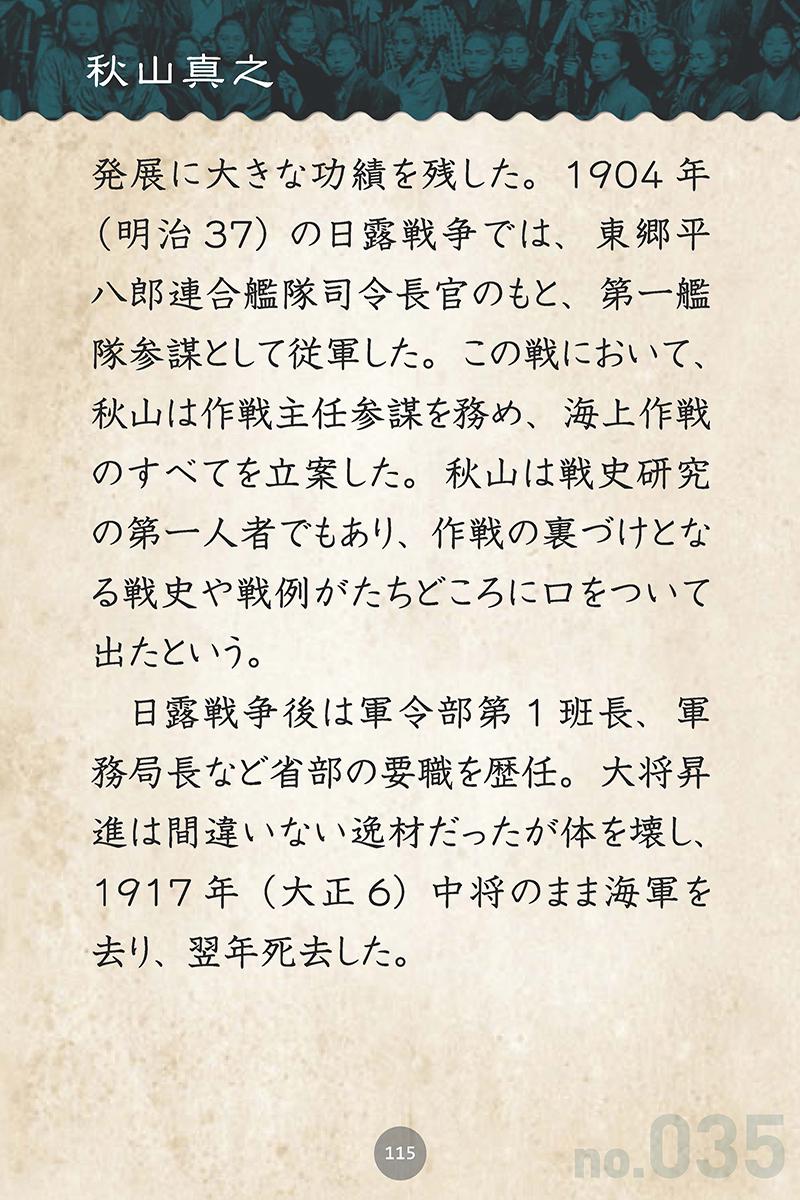 秋山真之
発展に大きな功績を残した。1904年
（明治37）の日露戦争では、東郷平
八郎連合艦隊司令長官のもと、第一艦
隊参謀として従軍した。この戦において、
秋山は作戦主任参謀を務め、海上作戦
のすべてを立案した。秋山は戦史研究
の第一人者でもあり、作戦の裏づけとな
る戦史や戦例がたちどころに口をついて
出たという。
日露戦争後は軍令部第1班長、軍
務局長など省部の要職を歴任。大将昇
進は間違いない逸材だったが体を壊し、
1917年（大正6）中将のまま海軍を
去り、翌年死去した。
115
no.035